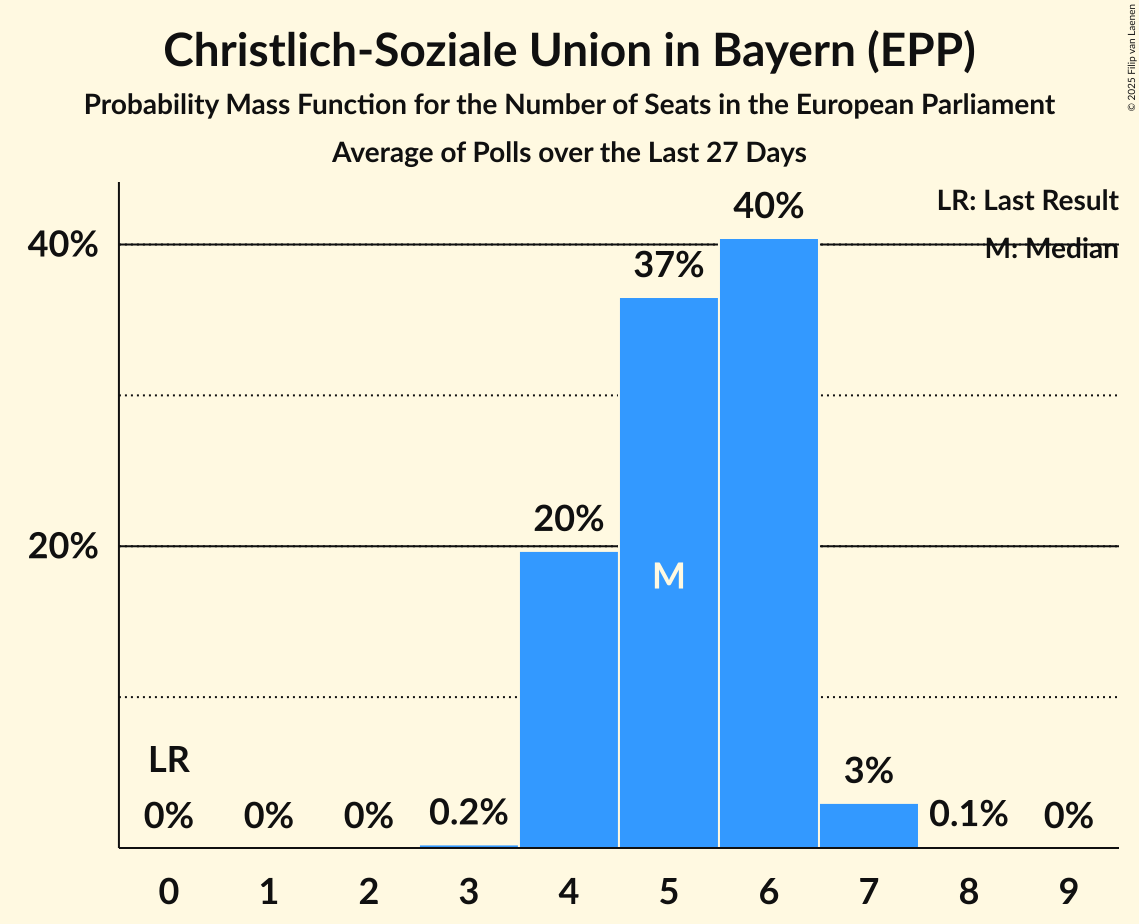 Christlich-Soziale Union in Bayern (EPP)
Probability Mass Function for the Number of Seats in the European Parliament
Average of Polls over the Last 27 Days
© 2025 Filip van Laenen
LR: Last Result
M: Median
40%
20%
40%
37%
20%
M
LR
0%
0%
0%
0.2%
3%
0.1%
0%
0 1 2 3 4 5 6 7 8 9